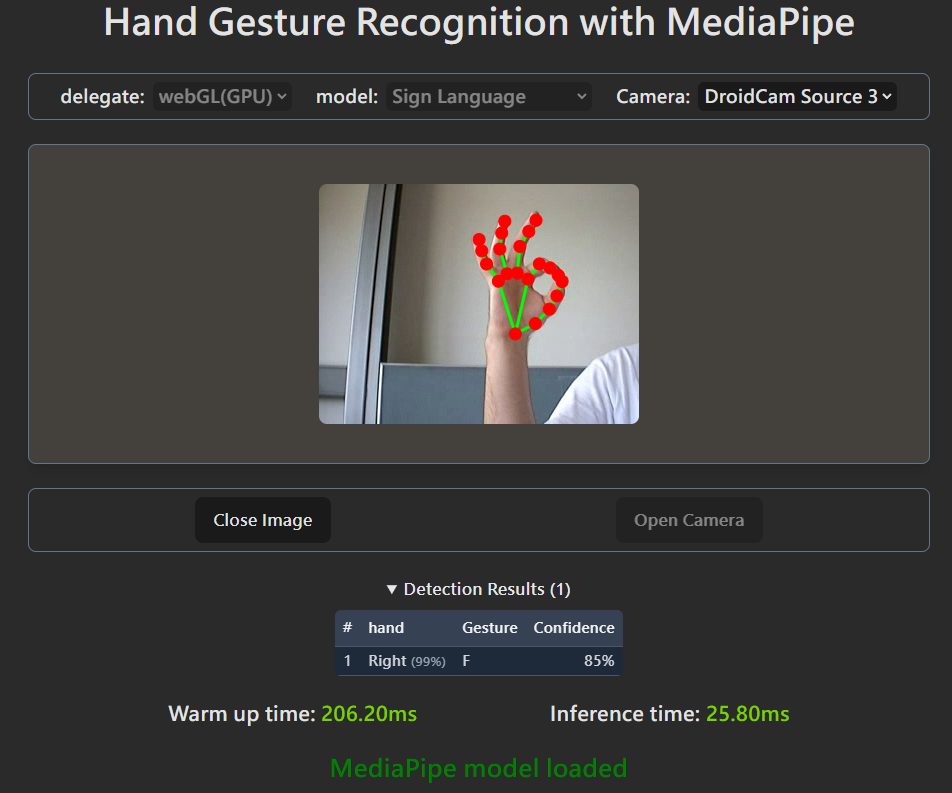 Hand Gesture Recognition with MediaPipe
delegate: webGL(GPU) model: Sign Language Camera: DroidCam Source 3
Close Image Open Camera
▼ Detection Results (1)
# hand Gesture Confidence
1 Right (99%) F 85%
Warm up time: 206.20ms Inference time: 25.80ms
MediaPipe model loaded